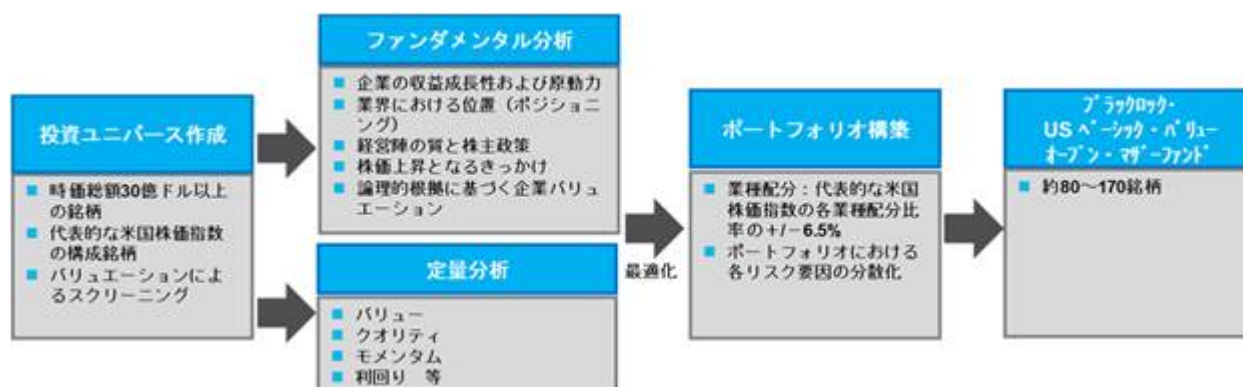 投資ユニバース作成
時価総額30億ドル以上
の銘柄
代表的な米国株価指数
の構成銘柄
バリュエーションによ
るスクリーニング
ファンダメンタル分析
企業の収益成長性および原動力
業界における位置（ポジショニ
ング）
経営陣の質と株主政策
株価上昇となるきっかけ
論理的根拠に基づく企業バリュ
エーション
定量分析
バリュー
クオリティ
モメンタム
利回り　等
最適化
ポートフォリオ構築
業種配分：代表的な米国
株価指数の各業種配分比
率の+/－6.5%
ポートフォリオにおける
各リスク要因の分散化
ﾌﾞﾗｯｸﾛｯｸ・
US ﾍﾞｰｼｯｸ・ﾊﾞﾘｭｰ
ｵｰﾌﾟﾝ・ﾏｻﾞｰﾌｧﾝﾄﾞ
約80～170銘柄